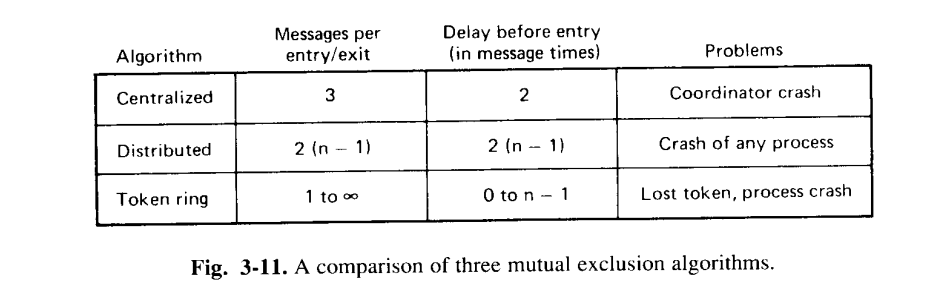 Algorithm Messages per entry/exit Delay before entry (in message times) Problems
Centralized 3 2 Coordinator crash
Distributed 2 (n – 1) 2 (n – 1) Crash of any process
Token ring 1 to ∞ 0 to n – 1 Lost token, process crash
Fig. 3-11. A comparison of three mutual exclusion algorithms.